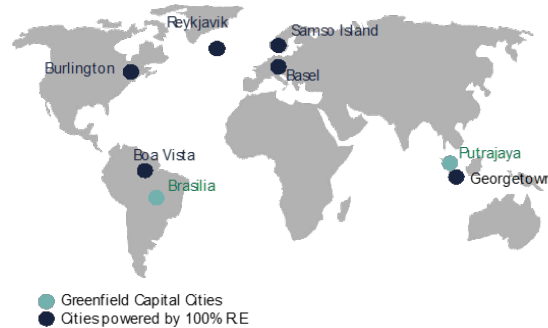 Reykjavik
Samso Island
Burlington
Basel
Boa Vista
Brasilia
Putrajaya
Georgetown
Greenfield Capital Cities
Cities powered by 100% RE